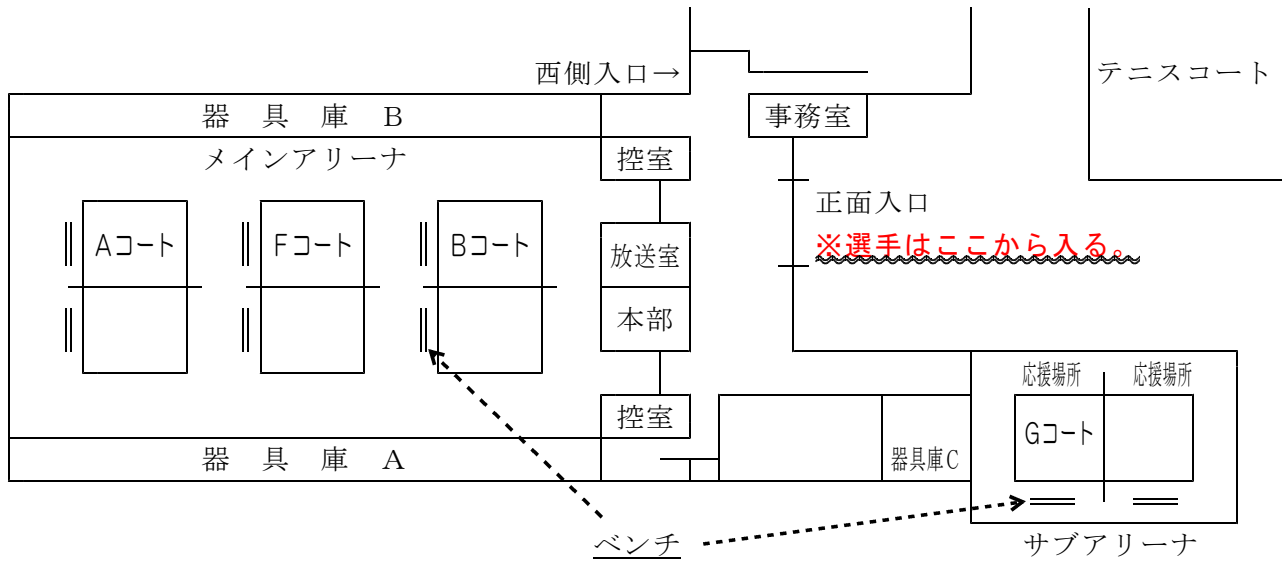 西側入口→
テニスコート
器具庫B
事務室
メインアリーナ
控室
正面入口
※選手はここから入る。
Aコート
Fコート
Bコート
放送室
本部
応援場所
応援場所
控室
Gコート
器具庫A
器具庫C
ベンチ
サブアリーナ